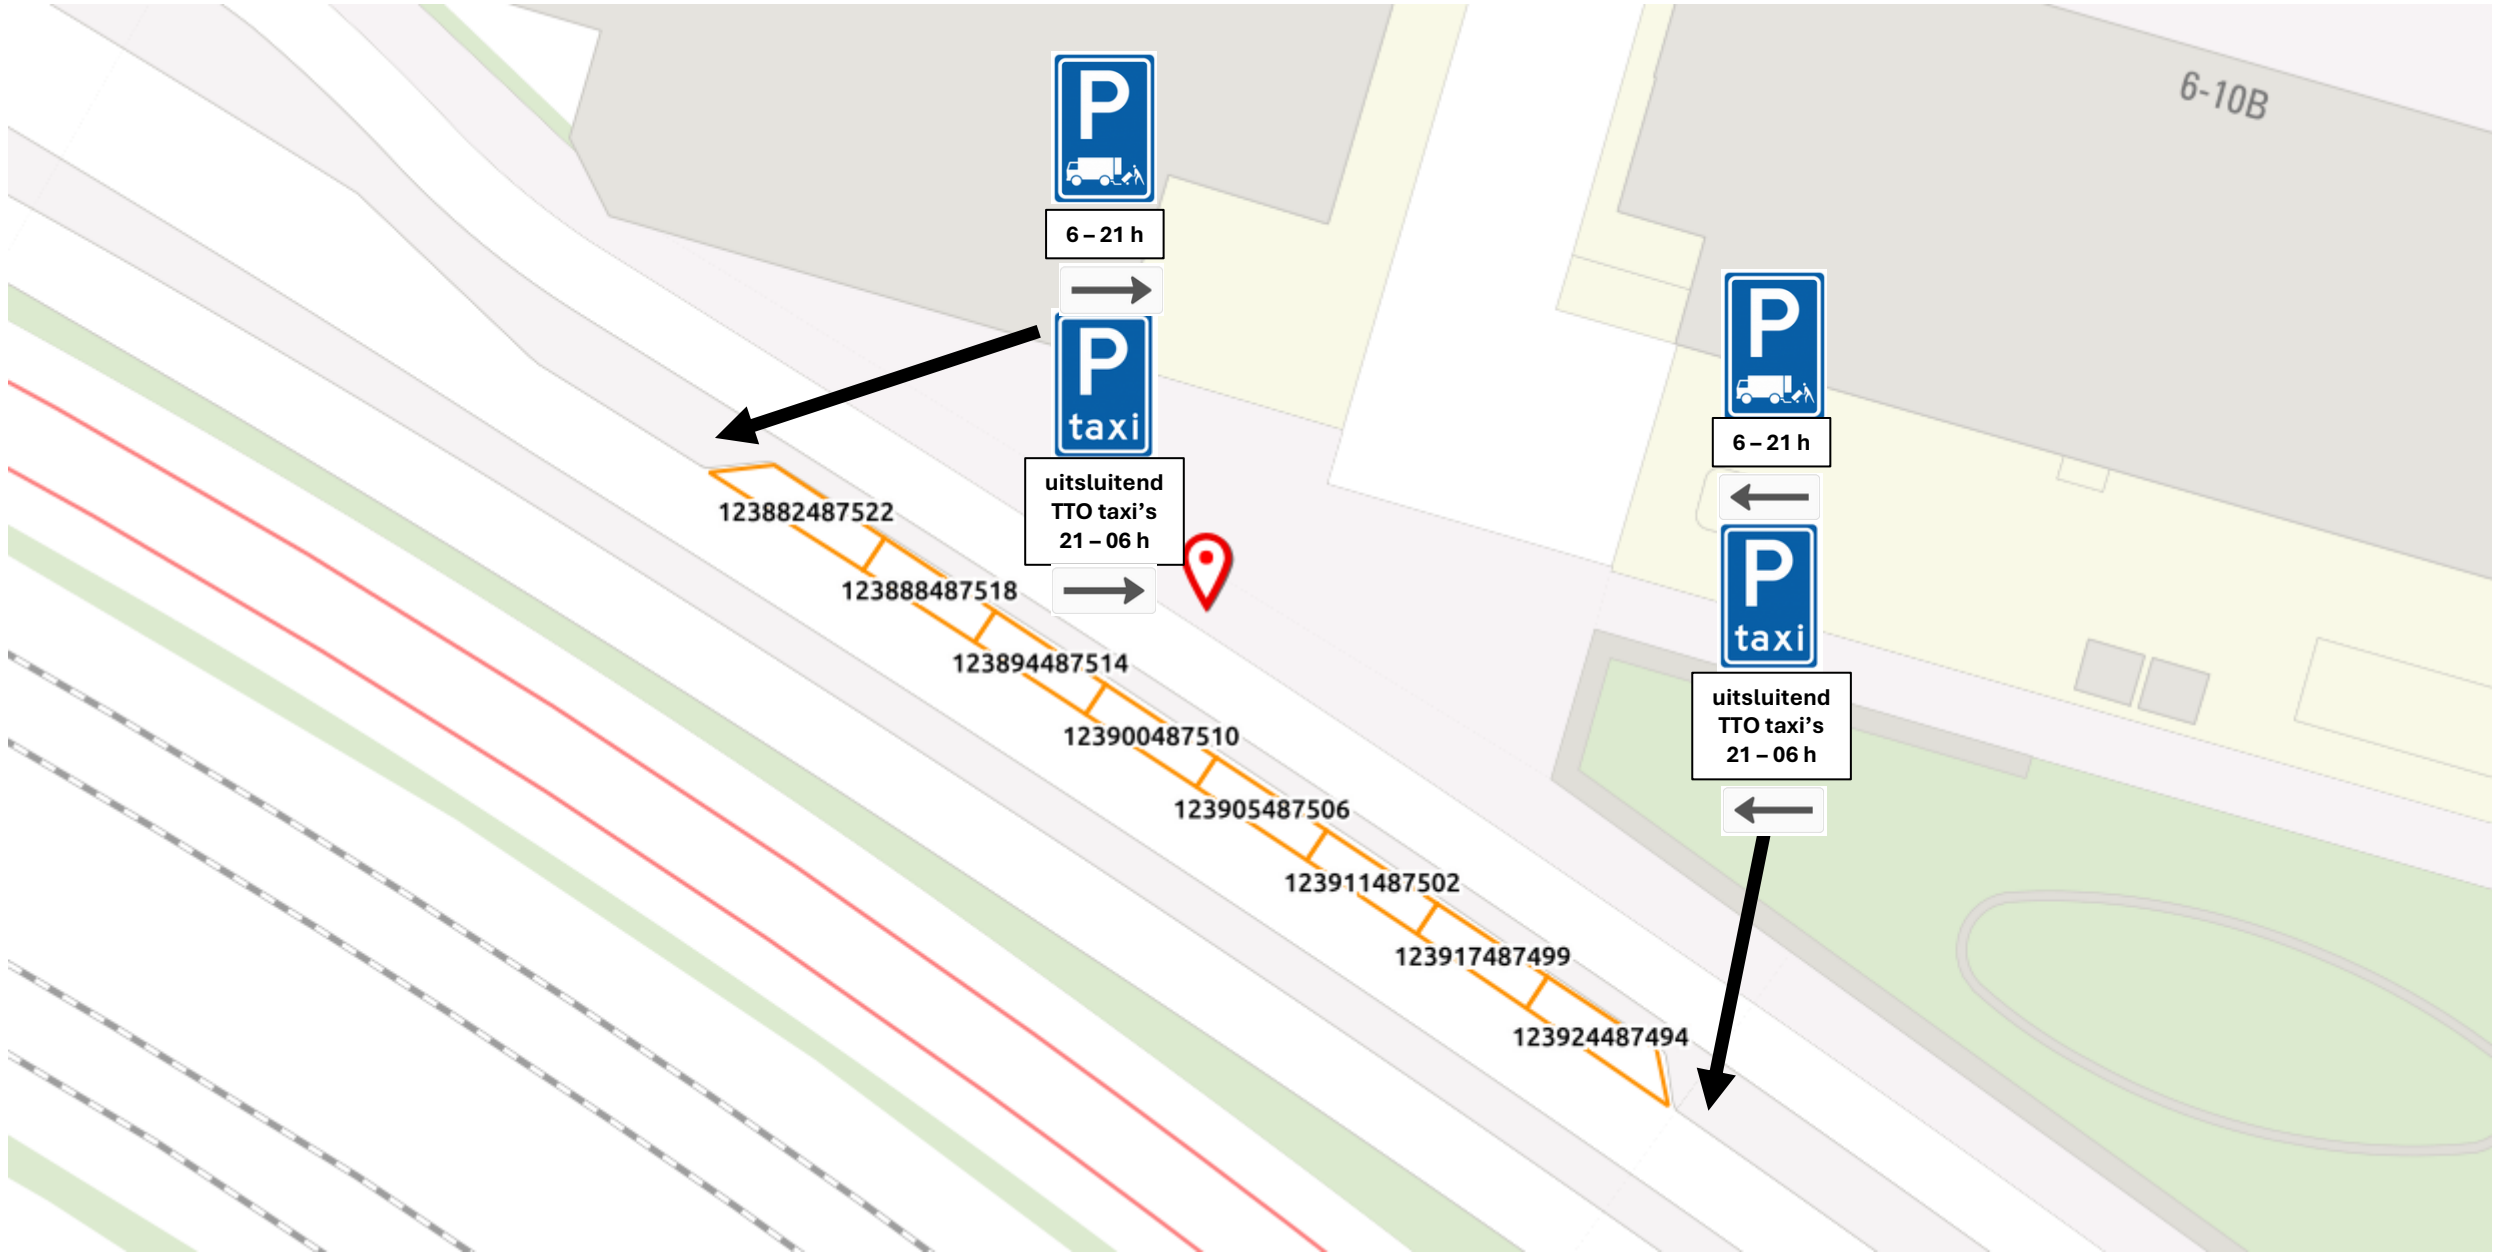 6-10B
P
6 – 21 h
P
taxi
uitsluitend
TTO taxi's
21 – 06 h
P
6 – 21 h
P
taxi
uitsluitend
TTO taxi's
21 – 06 h
123882487522
123888487518
123894487514
123900487510
123905487506
123911487502
123917487499
123924487494